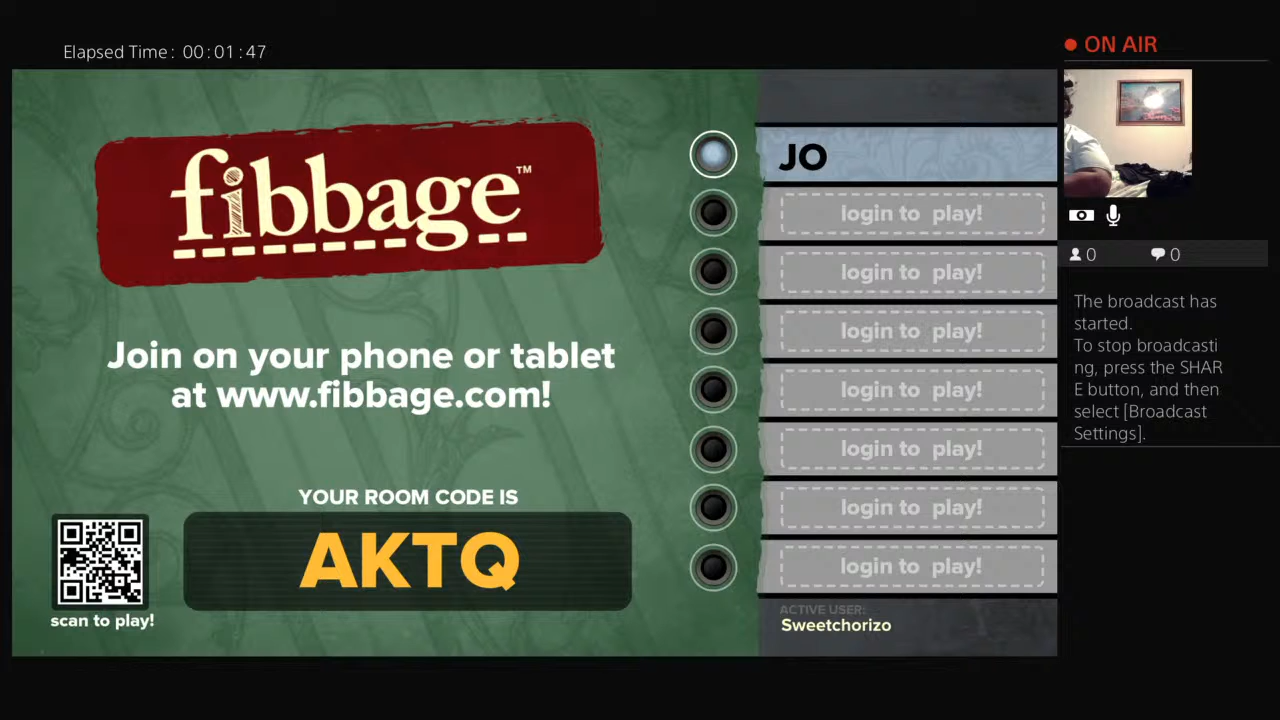 Elapsed Time: 00:01:47
ON AIR
fibbage™
JO
login to play!
login to play!
login to play!
login to play!
login to play!
login to play!
login to play!
Join on your phone or tablet
at www.fibbage.com!
YOUR ROOM CODE IS
AKTQ
scan to play!
ACTIVE USER:
Sweetchorizo
0
0
The broadcast has
started.
To stop broadcasti
ng, press the SHAR
E button, and then
select [Broadcast
Settings].